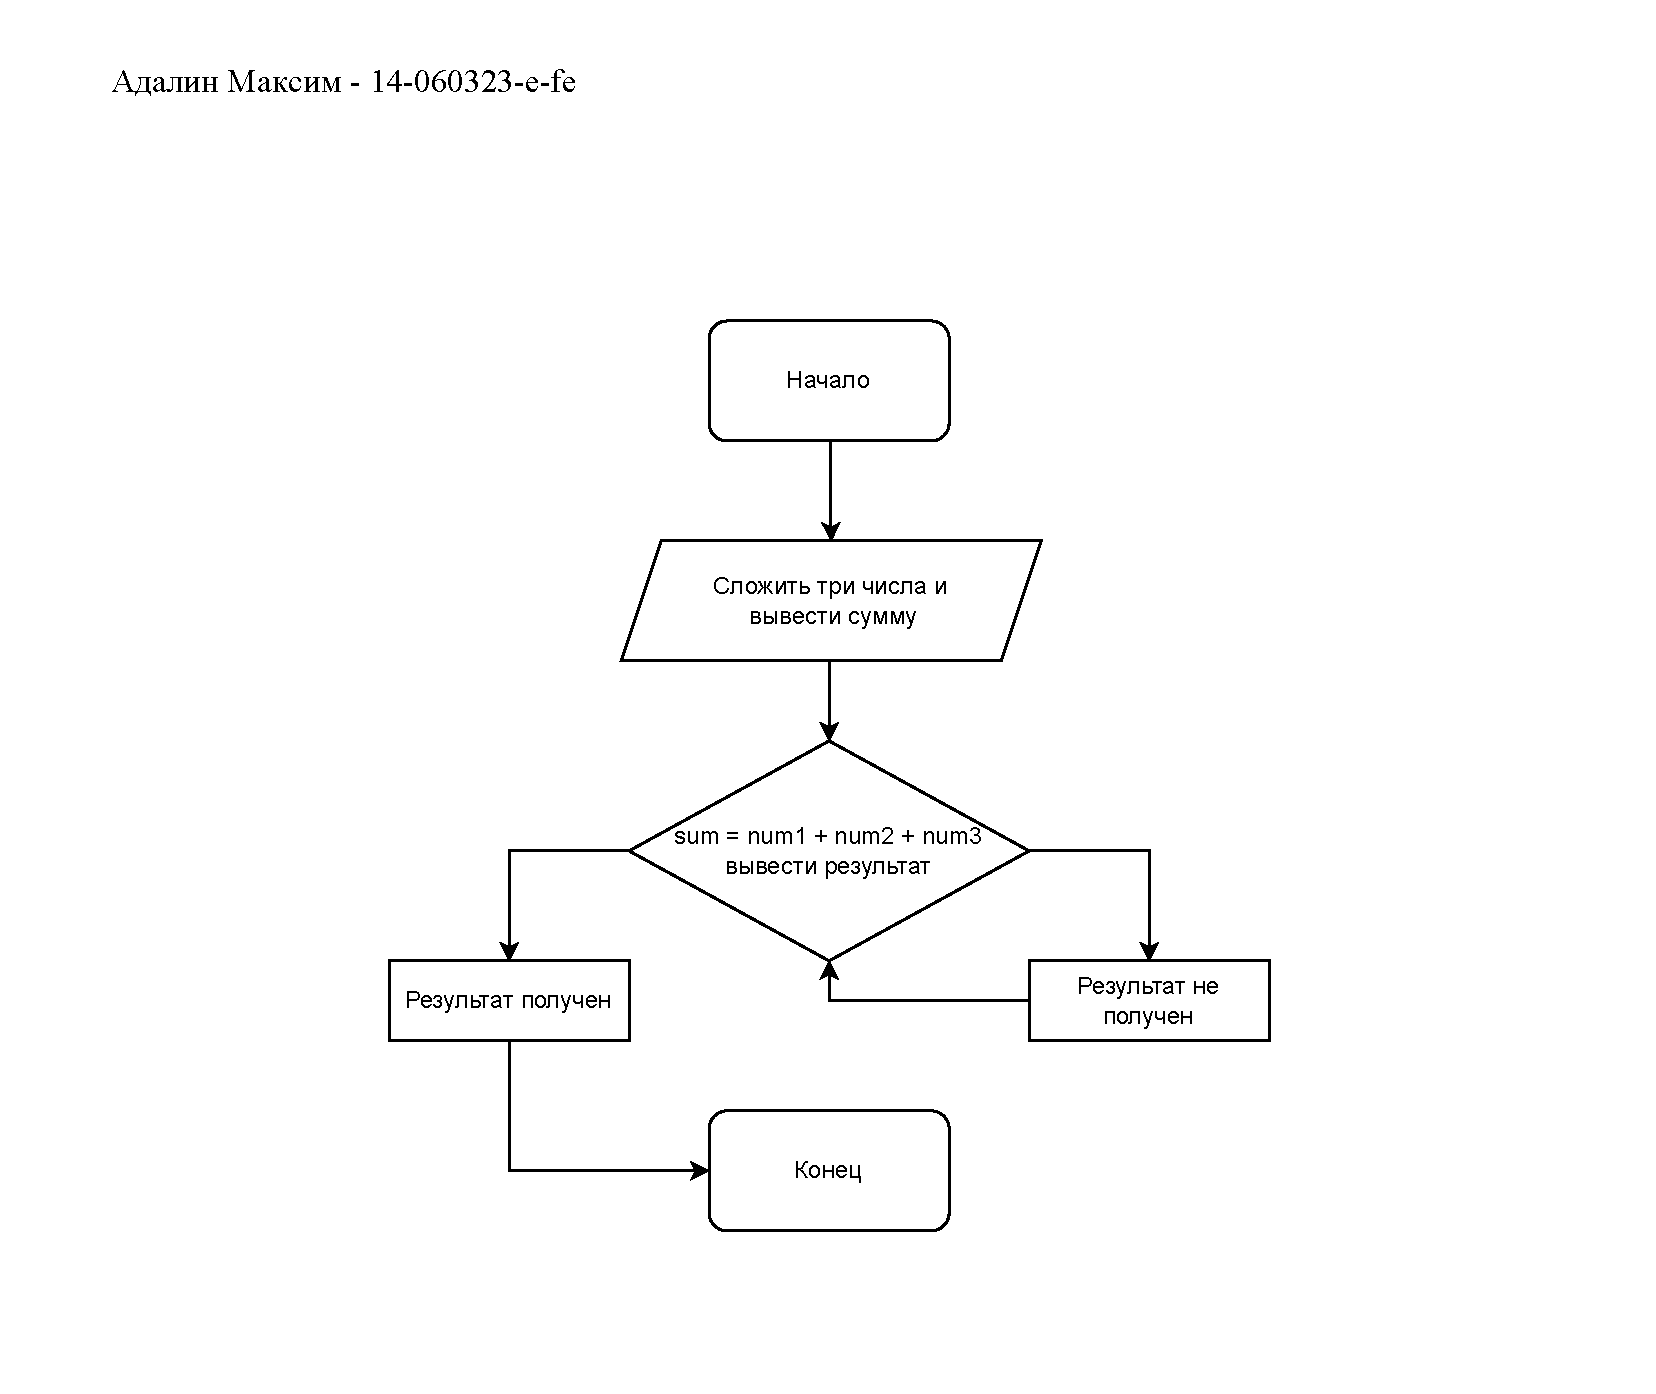 Адалин Максим - 14-060323-e-fe
Начало
Сложить три числа и
вывести сумму
sum = num1 + num2 + num3
вывести результат
Результат получен
Результат не
получен
Конец